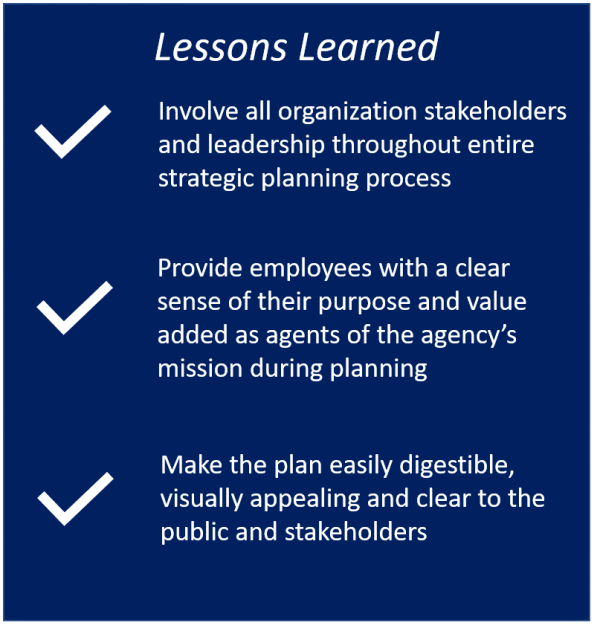 Lessons Learned
Involve all organization stakeholders
and leadership throughout entire
strategic planning process
Provide employees with a clear
sense of their purpose and value
added as agents of the agency’s
mission during planning
Make the plan easily digestible,
visually appealing and clear to the
public and stakeholders